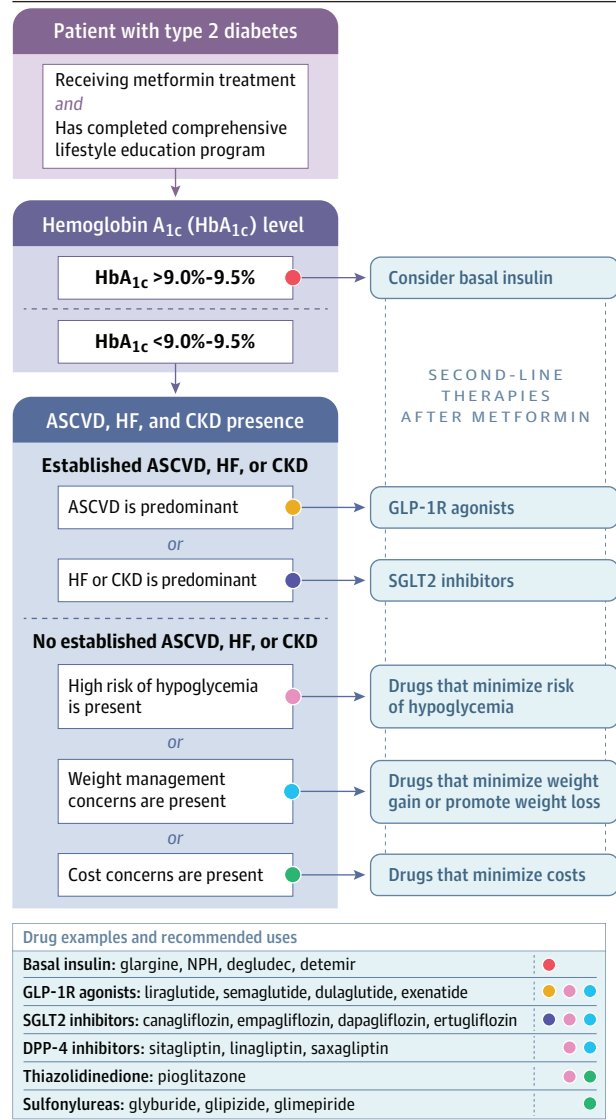 Patient with type 2 diabetes
Receiving metformin treatment
and
Has completed comprehensive
lifestyle education program
Hemoglobin A1c (HbA1c) level
HbA1c >9.0%-9.5%
Consider basal insulin
HbA1c <9.0%-9.5%
SECOND-LINE
THERAPIES
AFTER METFORMIN
ASCVD, HF, and CKD presence
Established ASCVD, HF, or CKD
ASCVD is predominant
GLP-1R agonists
or
HF or CKD is predominant
SGLT2 inhibitors
No established ASCVD, HF, or CKD
High risk of hypoglycemia
is present
Drugs that minimize risk
of hypoglycemia
or
Weight management
concerns are present
Drugs that minimize weight
gain or promote weight loss
or
Cost concerns are present
Drugs that minimize costs
Drug examples and recommended uses
Basal insulin: glargine, NPH, degludec, detemir
GLP-1R agonists: liraglutide, semaglutide, dulaglutide, exenatide
SGLT2 inhibitors: canagliflozin, empagliflozin, dapagliflozin, ertugliflozin
DPP-4 inhibitors: sitagliptin, linagliptin, saxagliptin
Thiazolidinedione: pioglitazone
Sulfonylureas: glyburide, glipizide, glimepiride